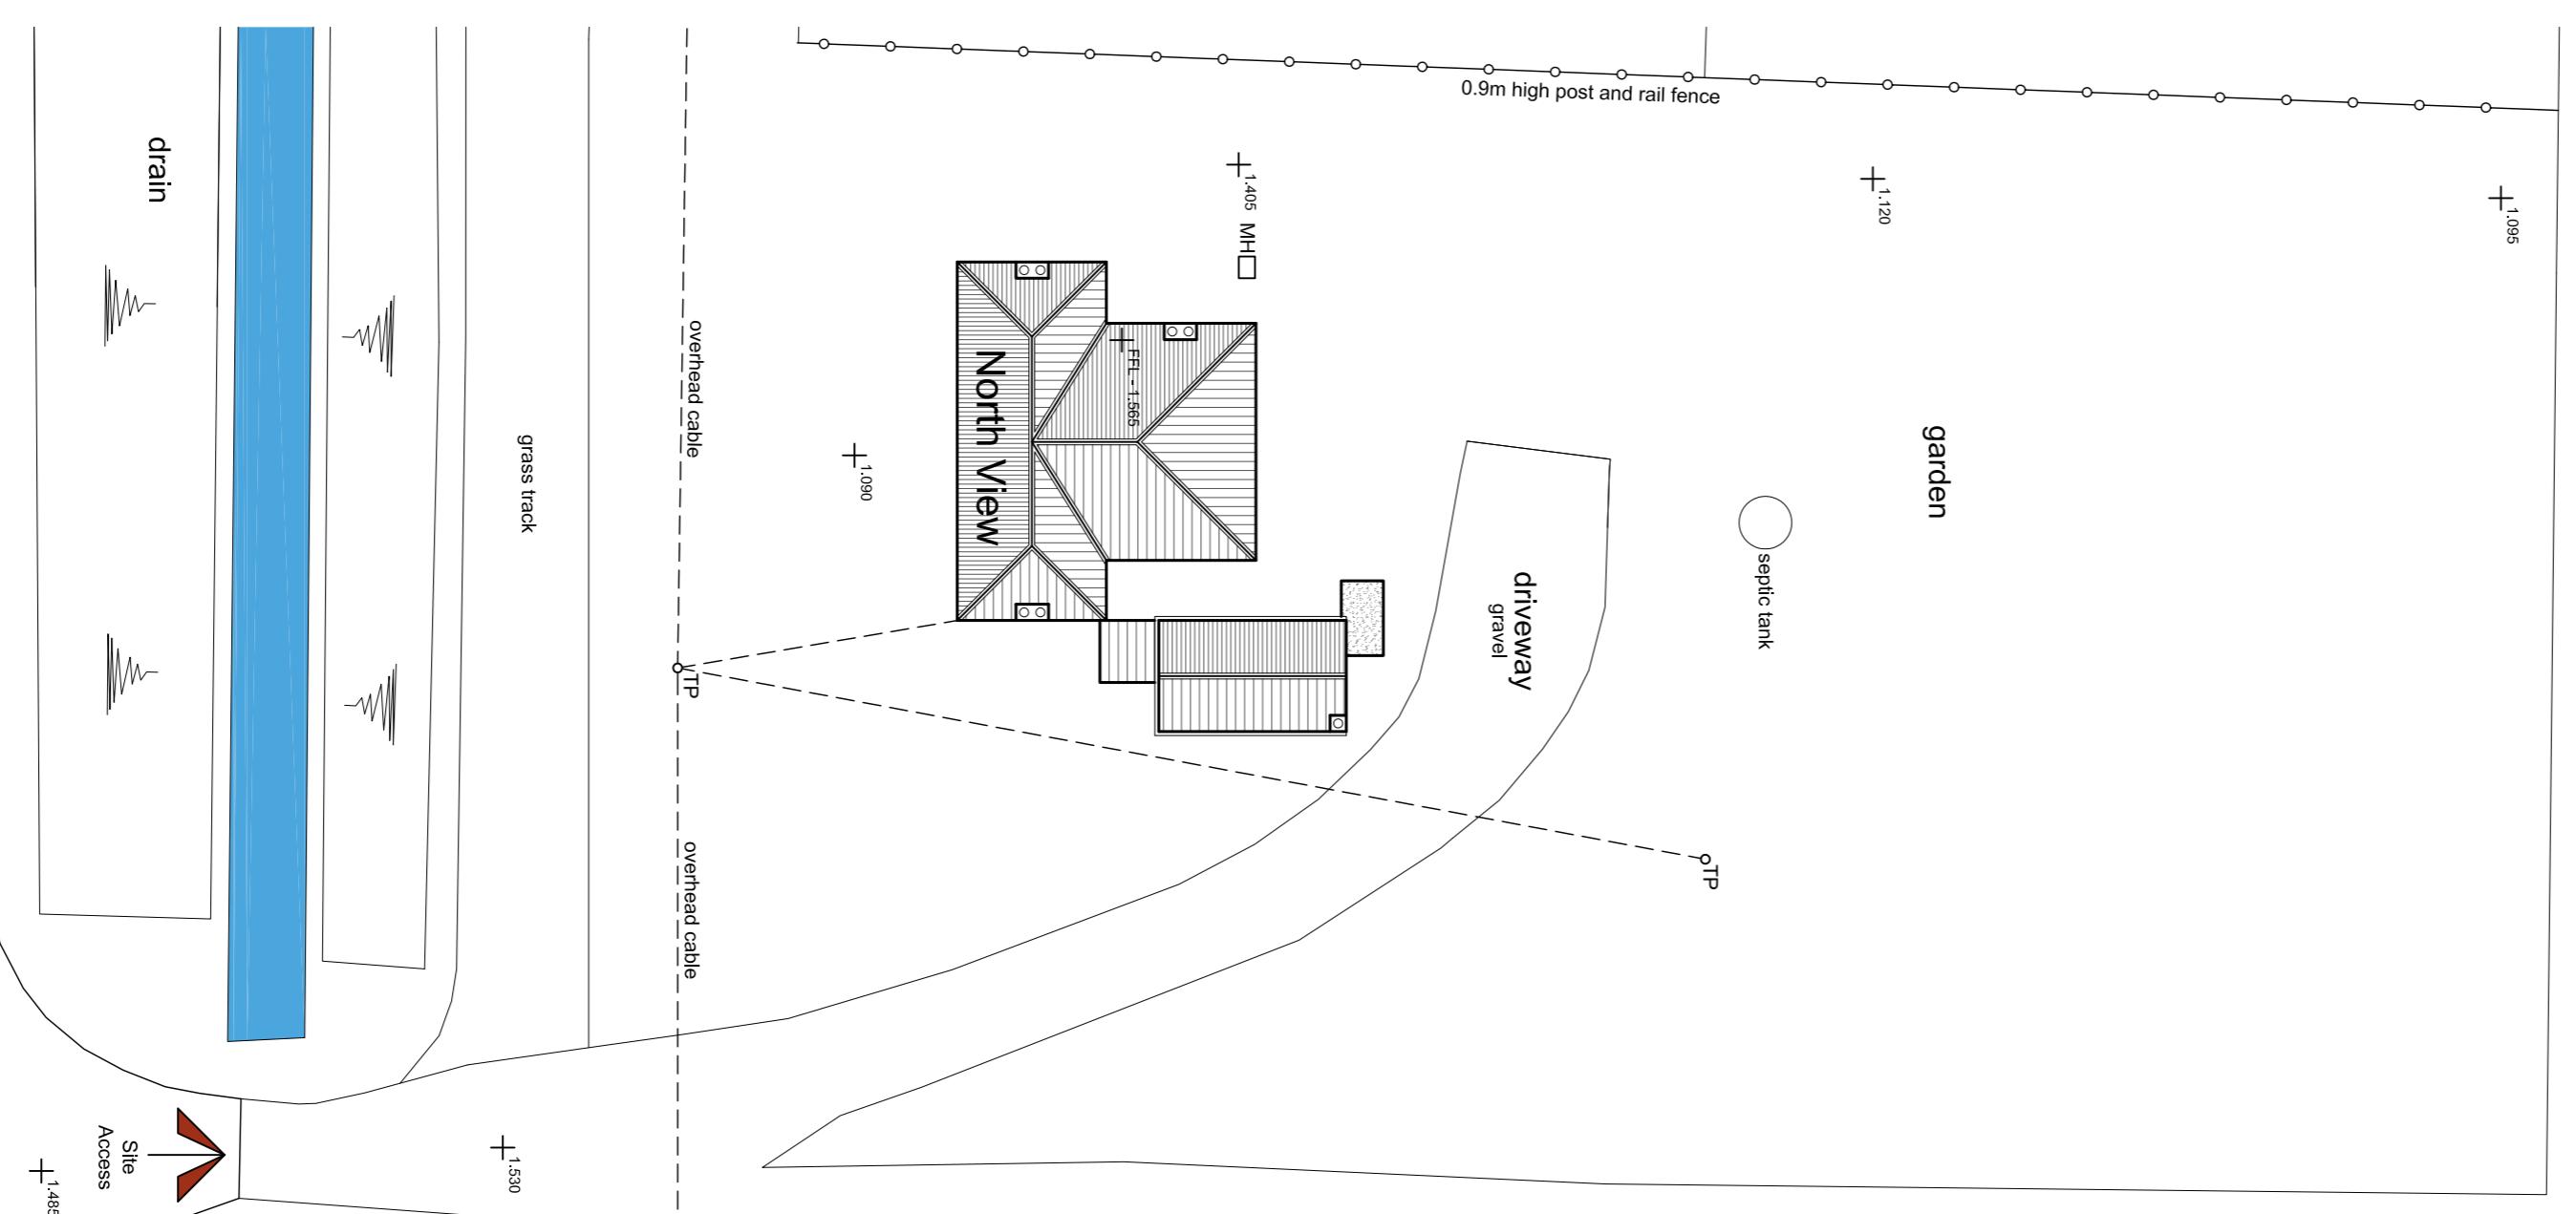 0.9m high post and rail fence
drain
1.405
MH
1.120
1.095
overhead cable
North View
FFL - 1.565
grass track
1.090
garden
septic tank
driveway
gravel
TP
TP
overhead cable
Site
Access
1.530
1.485